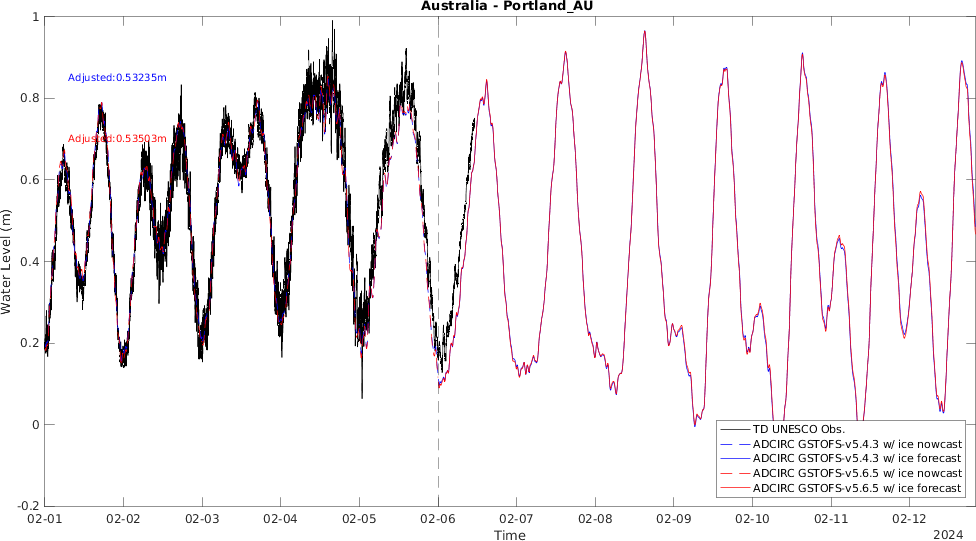 Australia - Portland_AU
1
0.8
0.6
0.4
0.2
0
-0.2
Water Level (m)
Adjusted:0.53235m
Adjusted:0.53503m
TD UNESCO Obs.
ADCIRC GSTOFS-v5.4.3 w/ ice nowcast
ADCIRC GSTOFS-v5.4.3 w/ ice forecast
ADCIRC GSTOFS-v5.6.5 w/ ice nowcast
ADCIRC GSTOFS-v5.6.5 w/ ice forecast
02-01 02-02 02-03 02-04 02-05 02-06 02-07 02-08 02-09 02-10 02-11 02-12
Time
2024